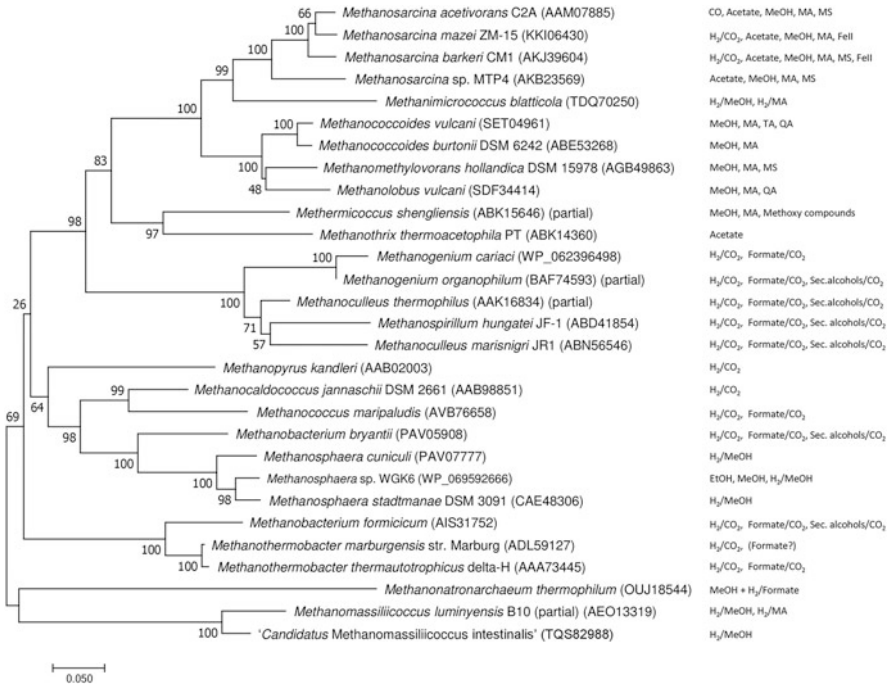 66
Methanosarcina acetivorans C2A (AAM07885) CO, Acetate, MeOH, MA, MS
Methanosarcina mazei ZM-15 (KKI06430) H₂/CO₂, Acetate, MeOH, MA, FeII
100
100
Methanosarcina barkeri CM1 (AKJ39604) H₂/CO₂, Acetate, MeOH, MA, MS, FeII
99
Methanosarcina sp. MTP4 (AKB23569) Acetate, MeOH, MA, MS
Methanimicrococcus blatticola (TDQ70250) H₂/MeOH, H₂/MA
100
100
Methanococcoides vulcani (SET04961) MeOH, MA, TA, QA
Methanococcoides burtonii DSM 6242 (ABE53268) MeOH, MA
83
100
Methanomethylovorans hollandica DSM 15978 (AGB49863) MeOH, MA, MS
48
Methanolobus vulcani (SDF34414) MeOH, MA, QA
Methermicoccus shengliensis (ABK15646) (partial) MeOH, MA, Methoxy compounds
98
97
Methanothrix thermoacetophila PT (ABK14360) Acetate
100
Methanogenium cariaci (WP_062396498) H₂/CO₂, Formate/CO₂
Methanogenium organophilum (BAF74593) (partial) H₂/CO₂, Formate/CO₂, Sec.alcohols/CO₂
100
Methanoculleus thermophilus (AAK16834) (partial) H₂/CO₂, Formate/CO₂, Sec.alcohols/CO₂
26
71
Methanospirillum hungatei JF-1 (ABD41854) H₂/CO₂, Formate/CO₂, Sec. alcohols/CO₂
57
Methanoculleus marisnigri JR1 (ABN56546) H₂/CO₂, Formate/CO₂, Sec. alcohols/CO₂
Methanopyrus kandleri (AAB02003) H₂/CO₂
99
Methanocaldococcus jannaschii DSM 2661 (AAB98851) H₂/CO₂
69
64
Methanococcus maripaludis (AVB76658) H₂/CO₂, Formate/CO₂
98
Methanobacterium bryantii (PAV05908) H₂/CO₂, Formate/CO₂, Sec. alcohols/CO₂
100
Methanosphaera cuniculi (PAV07777) H₂/MeOH
100
Methanosphaera sp. WGK6 (WP_069592666) EtOH, MeOH, H₂/MeOH
98
Methanosphaera stadtmanae DSM 3091 (CAE48306) H₂/MeOH
Methanobacterium formicicum (AIS31752) H₂/CO₂, Formate/CO₂, Sec. alcohols/CO₂
100
Methanothermobacter marburgensis str. Marburg (ADL59127) H₂/CO₂, (Formate?)
100
Methanothermobacter thermautotrophicus delta-H (AAA73445) H₂/CO₂, Formate/CO₂
Methanonatronarchaeum thermophilum (OUJ18544) MeOH + H₂/Formate
Methanomassiliicoccus luminyensis B10 (partial) (AEO13319) H₂/MeOH, H₂/MA
100
'Candidatus Methanomassiliicoccus intestinalis' (TQS82988) H₂/MeOH
0.050